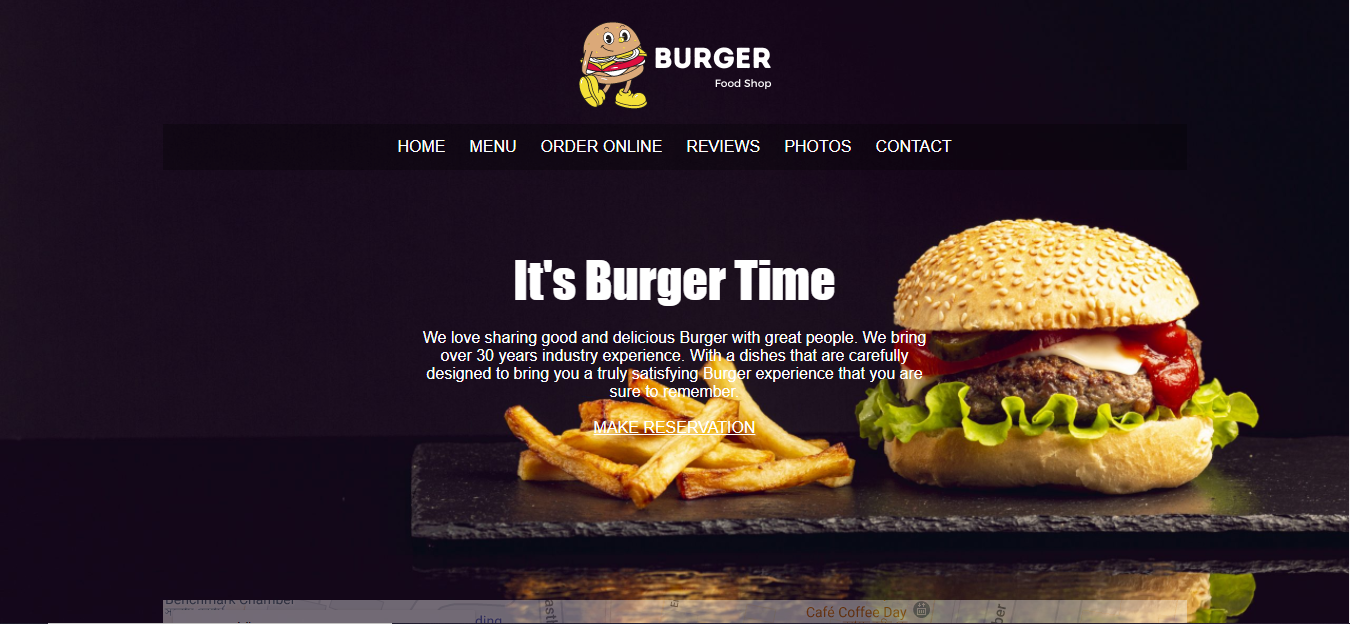 BURGER
Food Shop
HOME MENU ORDER ONLINE REVIEWS PHOTOS CONTACT
It's Burger Time
We love sharing good and delicious Burger with great people. We bring
over 30 years industry experience. With a dishes that are carefully
designed to bring you a truly satisfying Burger experience that you are
sure to remember.
MAKE RESERVATION
Benchmark Chamber
Café Coffee Day